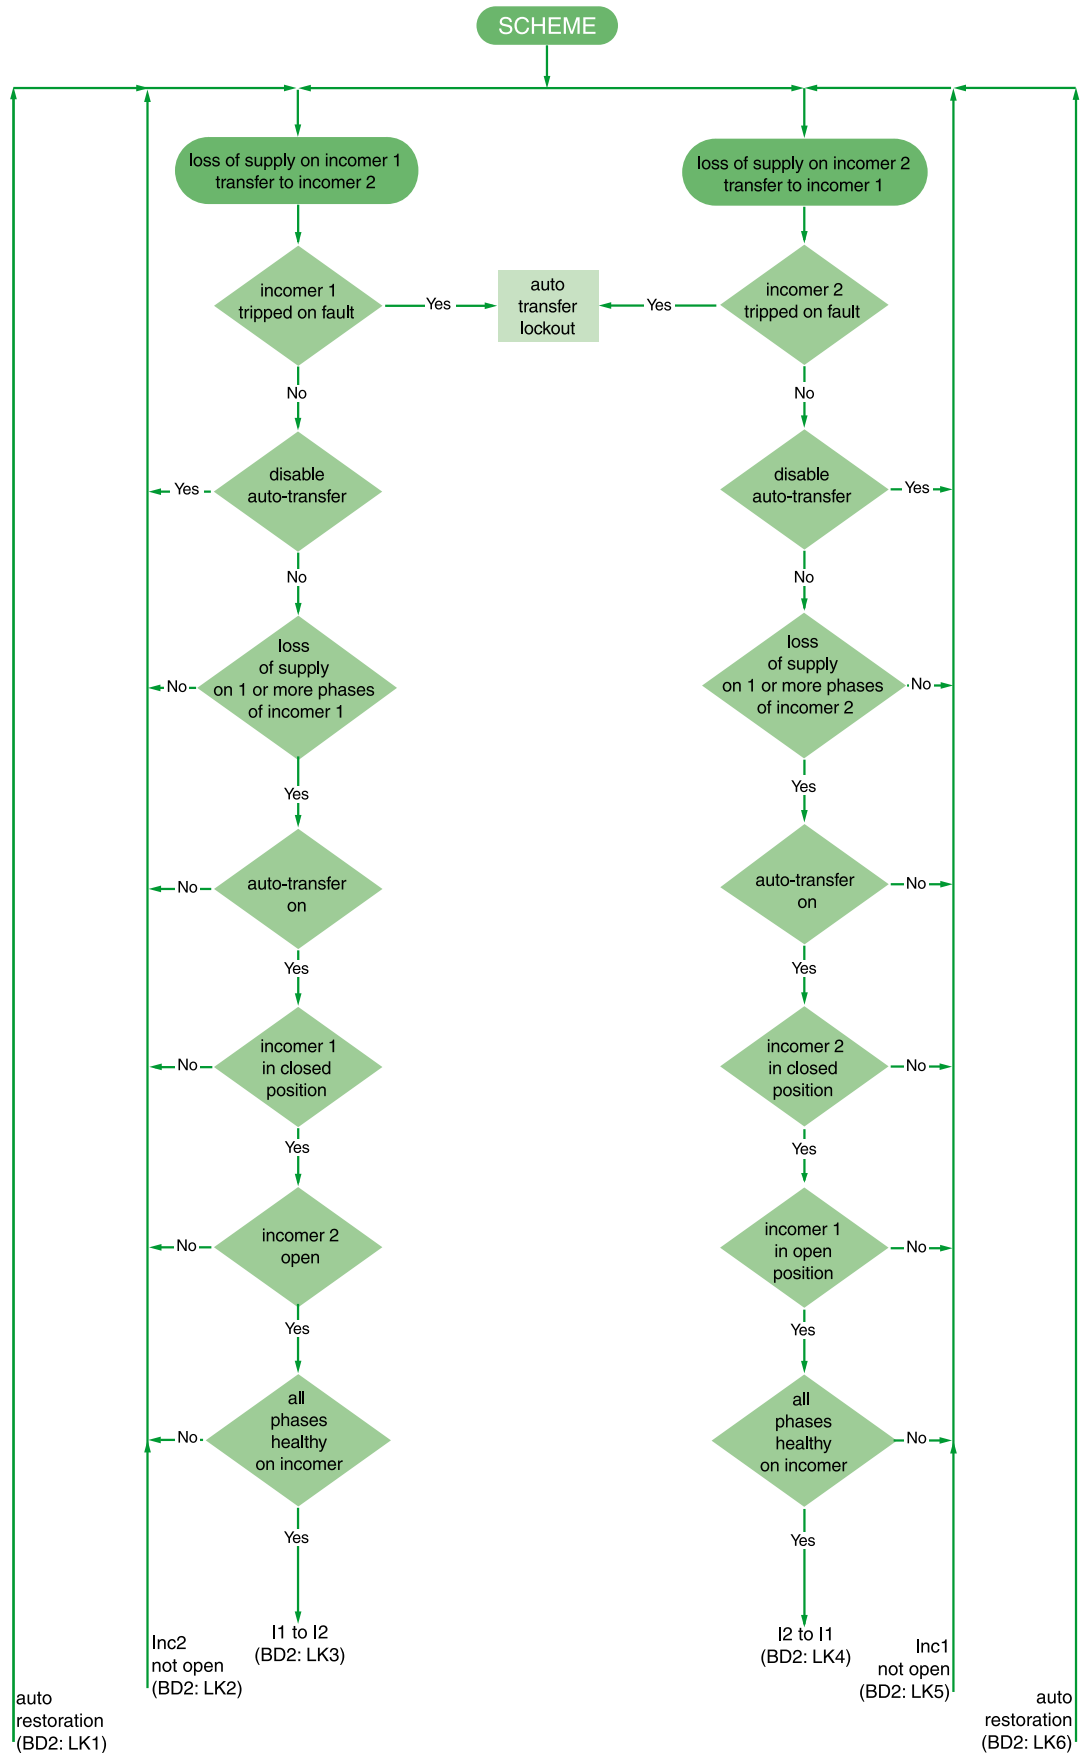 SCHEME
loss of supply on incomer 1
transfer to incomer 2
loss of supply on incomer 2
transfer to incomer 1
incomer 1
tripped on fault
Yes
auto
transfer
lockout
Yes
incomer 2
tripped on fault
No
No
Yes
disable
auto-transfer
disable
auto-transfer
Yes
No
No
No
loss
of supply
on 1 or more phases
of incomer 1
loss
of supply
on 1 or more phases
of incomer 2
No
Yes
Yes
No
auto-transfer
on
auto-transfer
on
No
Yes
Yes
No
incomer 1
in closed
position
incomer 2
in closed
position
No
Yes
Yes
No
incomer 2
open
incomer 1
in open
position
No
Yes
Yes
No
all
phases
healthy
on incomer
all
phases
healthy
on incomer
No
Yes
Yes
Inc2
not open
(BD2: LK2)
I1 to I2
(BD2: LK3)
I2 to I1
(BD2: LK4)
Inc1
not open
(BD2: LK5)
auto
restoration
(BD2: LK1)
auto
restoration
(BD2: LK6)